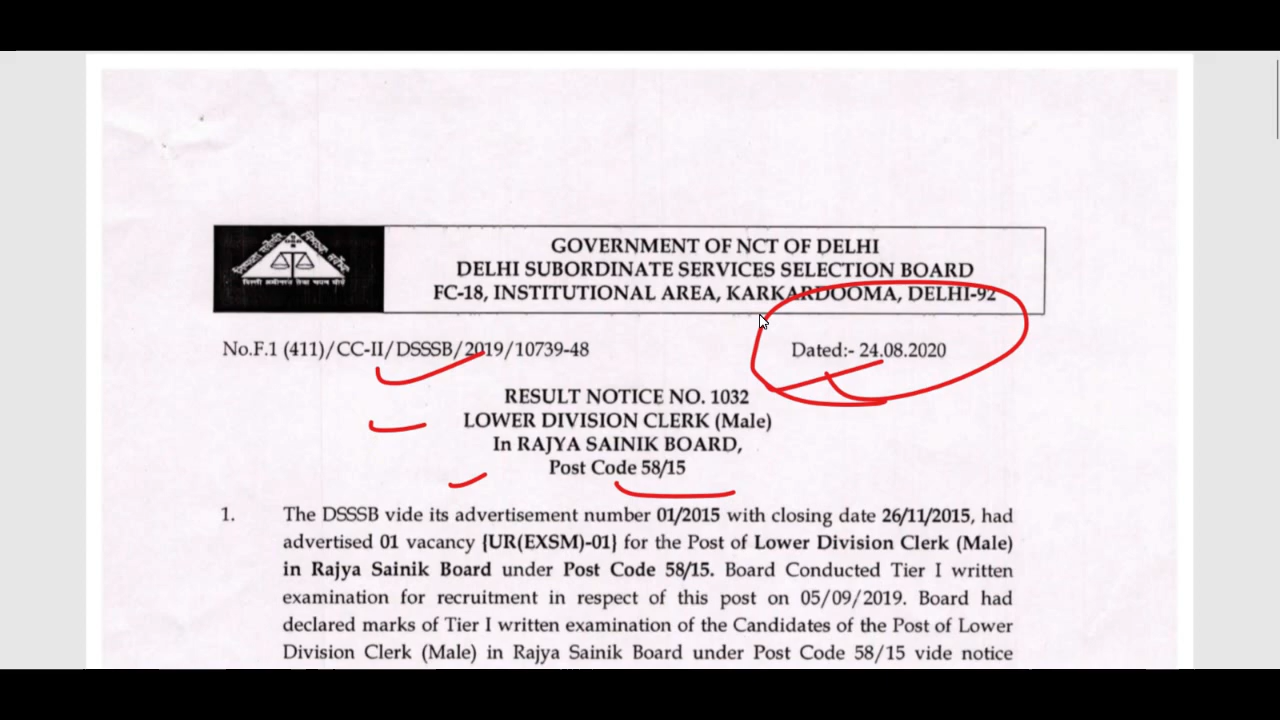 दिल्ली अधीनस्थ सेवा चयन बोर्ड
GOVERNMENT OF NCT OF DELHI
DELHI SUBORDINATE SERVICES SELECTION BOARD
FC-18, INSTITUTIONAL AREA, KARKARDOOMA, DELHI-92
No.F.1 (411)/CC-II/DSSSB/2019/10739-48
Dated:- 24.08.2020
RESULT NOTICE NO. 1032
LOWER DIVISION CLERK (Male)
In RAJYA SAINIK BOARD,
Post Code 58/15
1. The DSSSB vide its advertisement number 01/2015 with closing date 26/11/2015, had
advertised 01 vacancy {UR(EXSM)-01} for the Post of Lower Division Clerk (Male)
in Rajya Sainik Board under Post Code 58/15. Board Conducted Tier I written
examination for recruitment in respect of this post on 05/09/2019. Board had
declared marks of Tier I written examination of the Candidates of the Post of Lower
Division Clerk (Male) in Rajya Sainik Board under Post Code 58/15 vide notice